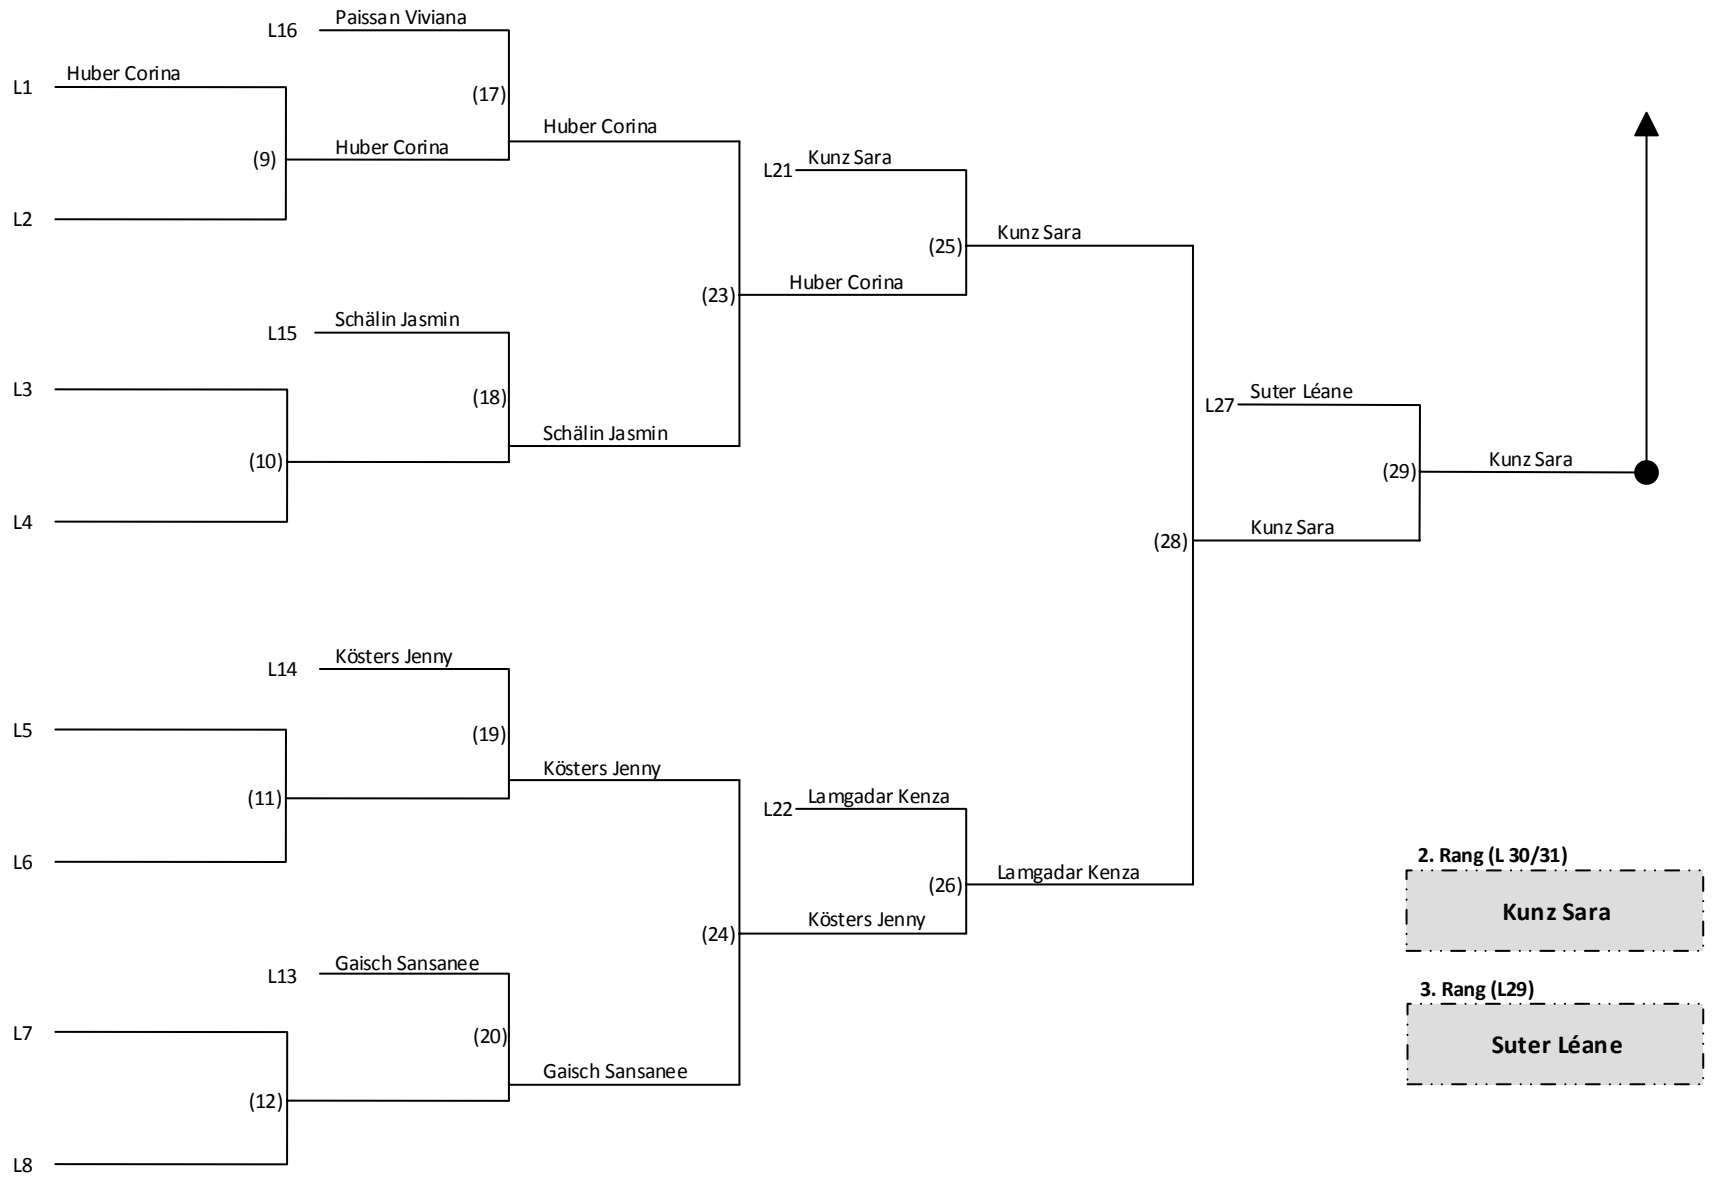 Paissan Viviana
L16
Huber Corina
L1
(17)
Huber Corina
Huber Corina
(9)
L2
Kunz Sara
L21
Kunz Sara
(25)
Huber Corina
(23)
Schälin Jasmin
L15
L3
(18)
Schälin Jasmin
(10)
L4
Suter Léane
L27
Kunz Sara
(29)
Kunz Sara
(28)
Kösters Jenny
L14
L5
(19)
Kösters Jenny
(11)
L6
Lamgadar Kenza
L22
Lamgadar Kenza
(26)
Kösters Jenny
(24)
Gaisch Sansanee
L13
L7
(20)
Gaisch Sansanee
(12)
L8
2. Rang (L 30/31)
Kunz Sara
3. Rang (L29)
Suter Léane